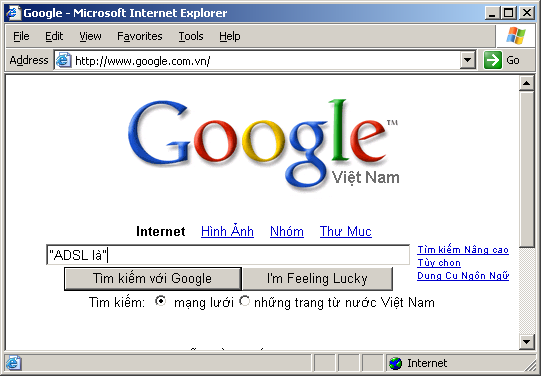 Google - Microsoft Internet Explorer
File Edit View Favorites Tools Help
Address http://www.google.com.vn/ Go
Google™
Việt Nam
Internet Hình Ảnh Nhóm Thư Mục
"ADSL là"
Tìm kiếm Nâng cao
Tùy chọn
Dung Cu Ngôn Ngữ
Tìm kiếm với Google I'm Feeling Lucky
Tìm kiếm: mạng lưới những trang từ nước Việt Nam
Internet